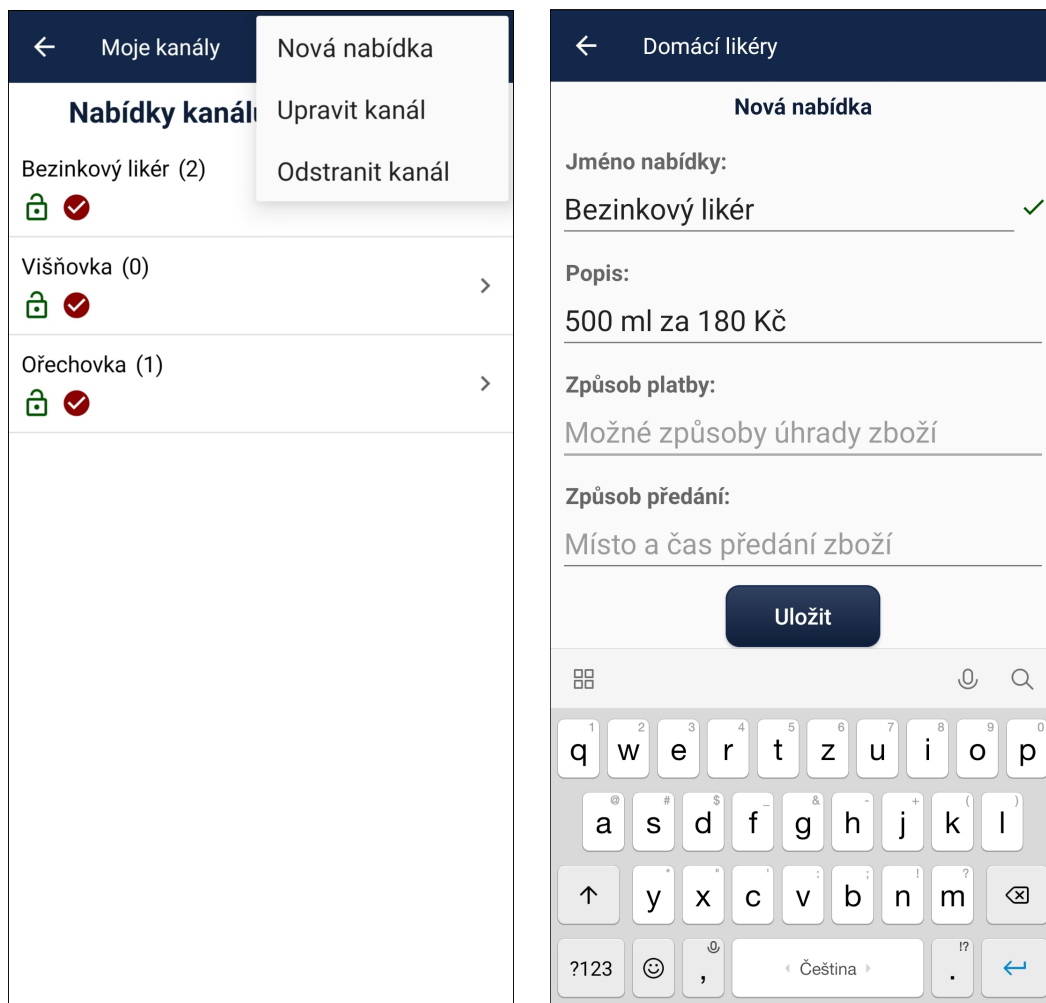 Moje kanály
Nová nabídka
Upravit kanál
Odstranit kanál
Nabídky kanálu
Bezinkový likér (2)
Višňovka (0)
Ořechovka (1)
Domácí likéry
Nová nabídka
Jméno nabídky:
Bezinkový likér
Popis:
500 ml za 180 Kč
Způsob platby:
Možné způsoby úhrady zboží
Způsob předání:
Místo a čas předání zboží
Uložit
1 2 3 4 5 6 7 8 9 0
q w e r t z u i o p
@ # $ _ & - + ( )
a s d f g h j k l
* " ' : ; ! ?
y x c v b n m
!?
?123 , Čeština .